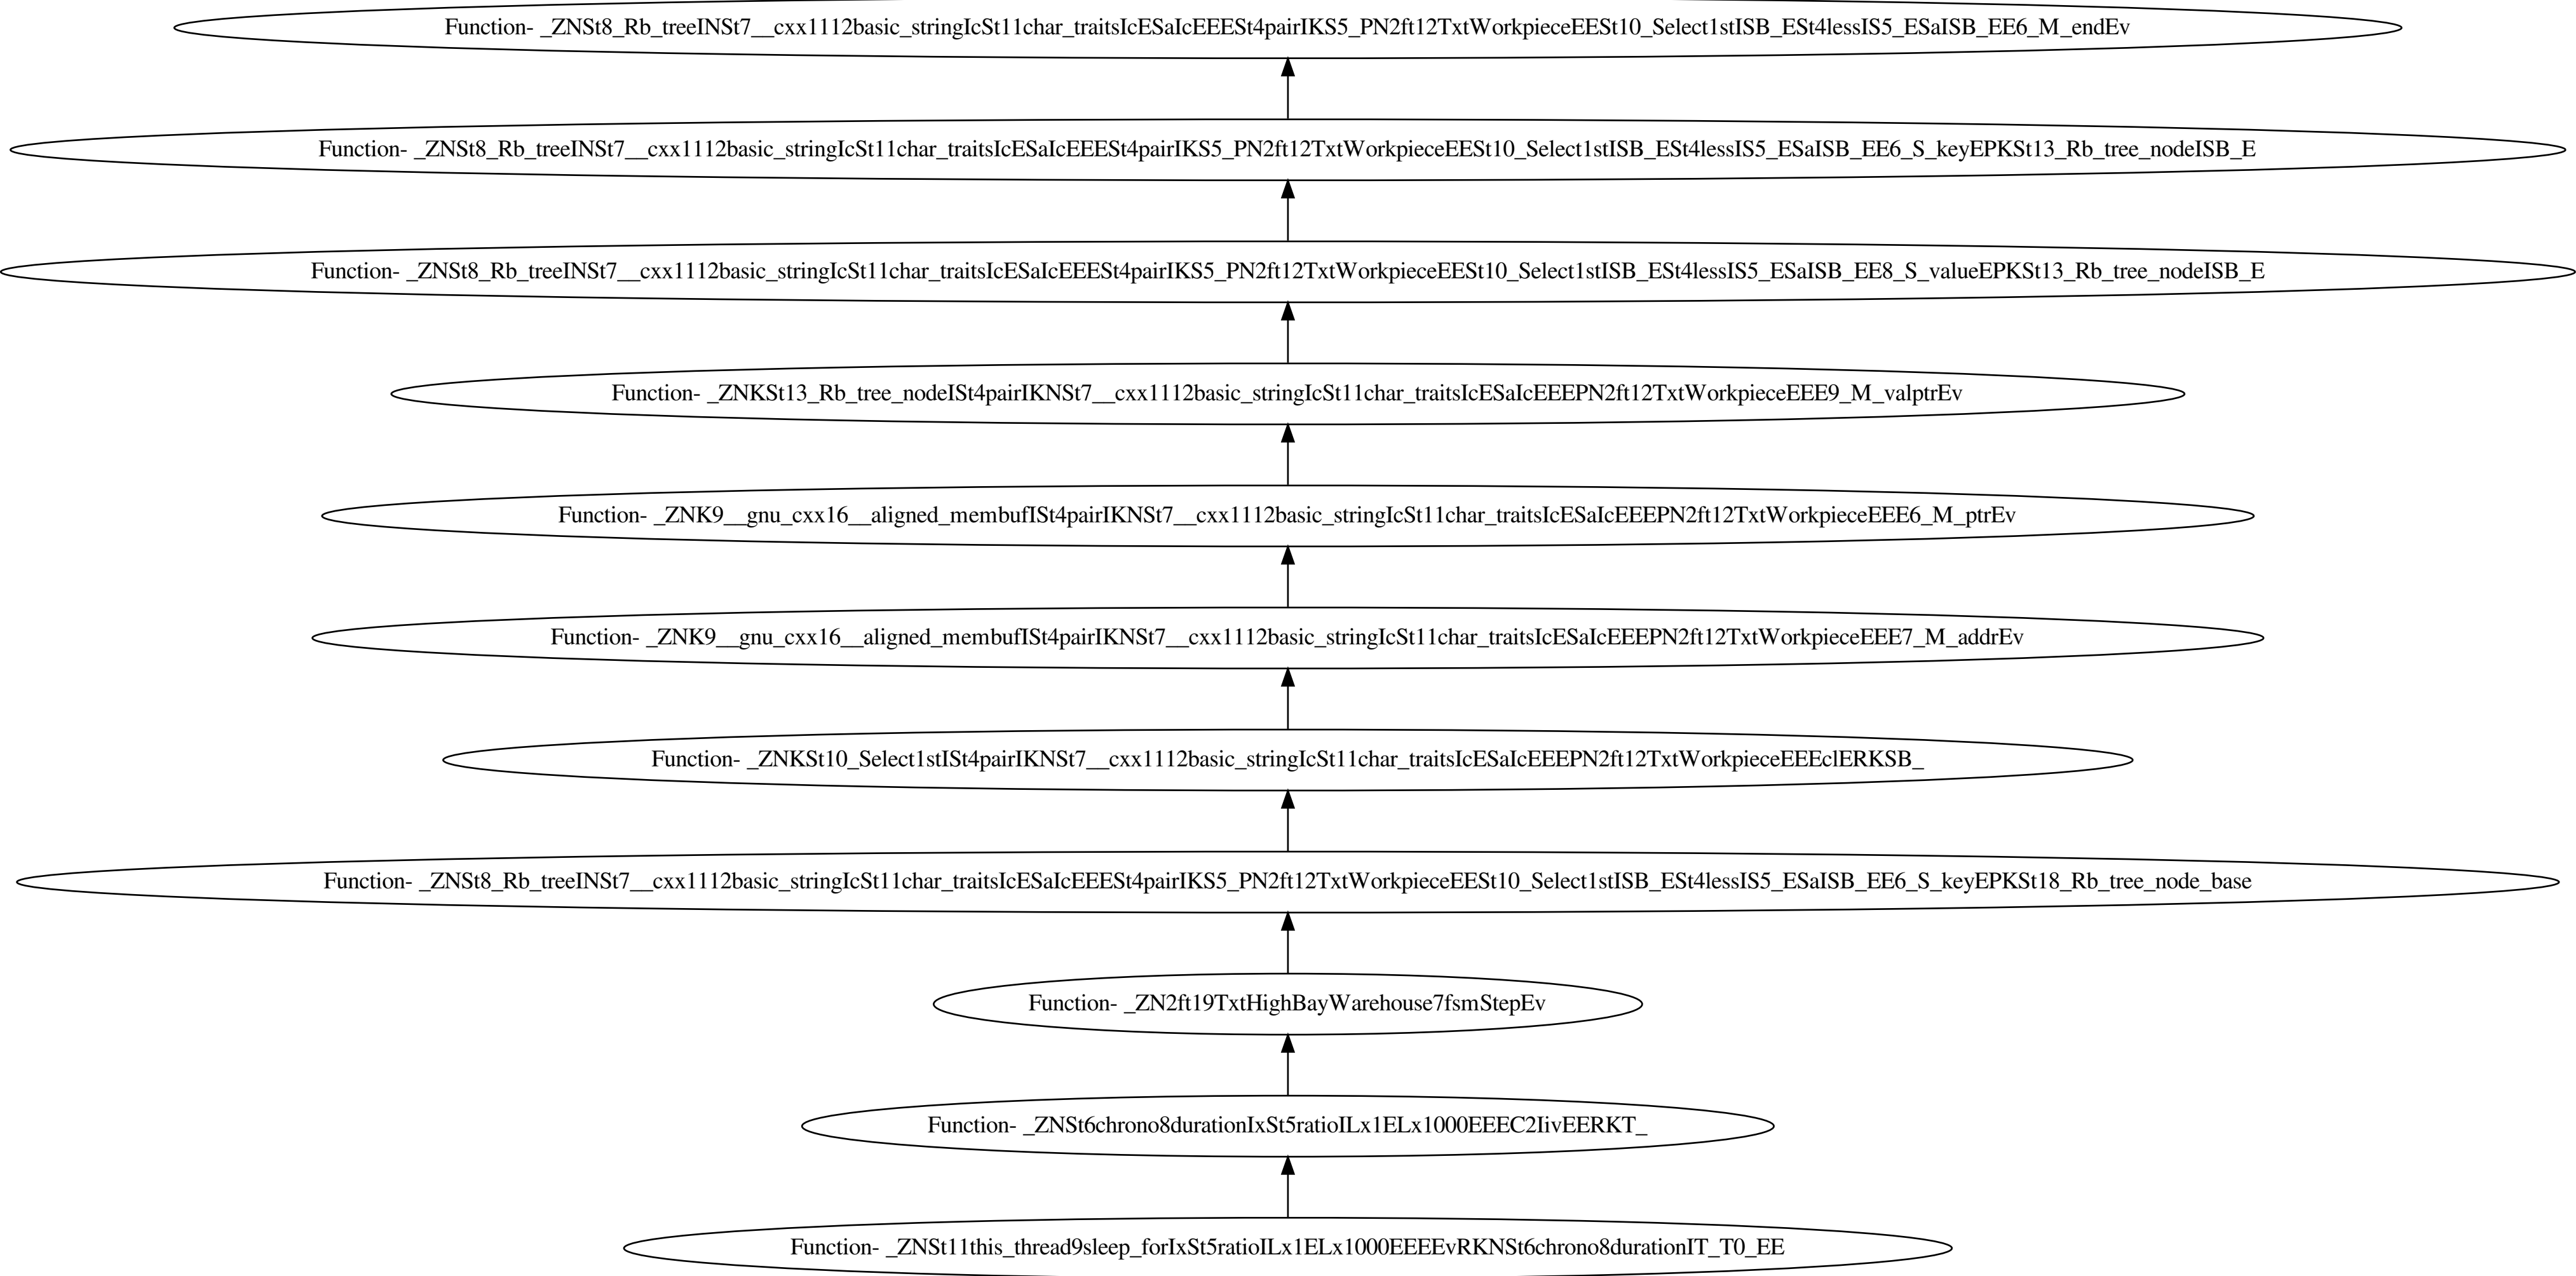 Function- _ZNSt8_Rb_treeINSt7__cxx1112basic_stringIcSt11char_traitsIcESaIcEEESt4pairIKS5_PN2ft12TxtWorkpieceEESt10_Select1stISB_ESt4lessIS5_ESaISB_EE6_M_endEv
Function- _ZNSt8_Rb_treeINSt7__cxx1112basic_stringIcSt11char_traitsIcESaIcEEESt4pairIKS5_PN2ft12TxtWorkpieceEESt10_Select1stISB_ESt4lessIS5_ESaISB_EE6_S_keyEPKSt13_Rb_tree_nodeISB_E
Function- _ZNSt8_Rb_treeINSt7__cxx1112basic_stringIcSt11char_traitsIcESaIcEEESt4pairIKS5_PN2ft12TxtWorkpieceEESt10_Select1stISB_ESt4lessIS5_ESaISB_EE8_S_valueEPKSt13_Rb_tree_nodeISB_E
Function- _ZNKSt13_Rb_tree_nodeISt4pairIKNSt7__cxx1112basic_stringIcSt11char_traitsIcESaIcEEEPN2ft12TxtWorkpieceEEE9_M_valptrEv
Function- _ZNK9__gnu_cxx16__aligned_membufISt4pairIKNSt7__cxx1112basic_stringIcSt11char_traitsIcESaIcEEEPN2ft12TxtWorkpieceEEE6_M_ptrEv
Function- _ZNK9__gnu_cxx16__aligned_membufISt4pairIKNSt7__cxx1112basic_stringIcSt11char_traitsIcESaIcEEEPN2ft12TxtWorkpieceEEE7_M_addrEv
Function- _ZNKSt10_Select1stISt4pairIKNSt7__cxx1112basic_stringIcSt11char_traitsIcESaIcEEEPN2ft12TxtWorkpieceEEEclERKSB_
Function- _ZNSt8_Rb_treeINSt7__cxx1112basic_stringIcSt11char_traitsIcESaIcEEESt4pairIKS5_PN2ft12TxtWorkpieceEESt10_Select1stISB_ESt4lessIS5_ESaISB_EE6_S_keyEPKSt18_Rb_tree_node_base
Function- _ZN2ft19TxtHighBayWarehouse7fsmStepEv
Function- _ZNSt6chrono8durationIxSt5ratioILx1ELx1000EEEC2IivEERKT_
Function- _ZNSt11this_thread9sleep_forIxSt5ratioILx1ELx1000EEEEvRKNSt6chrono8durationIT_T0_EE